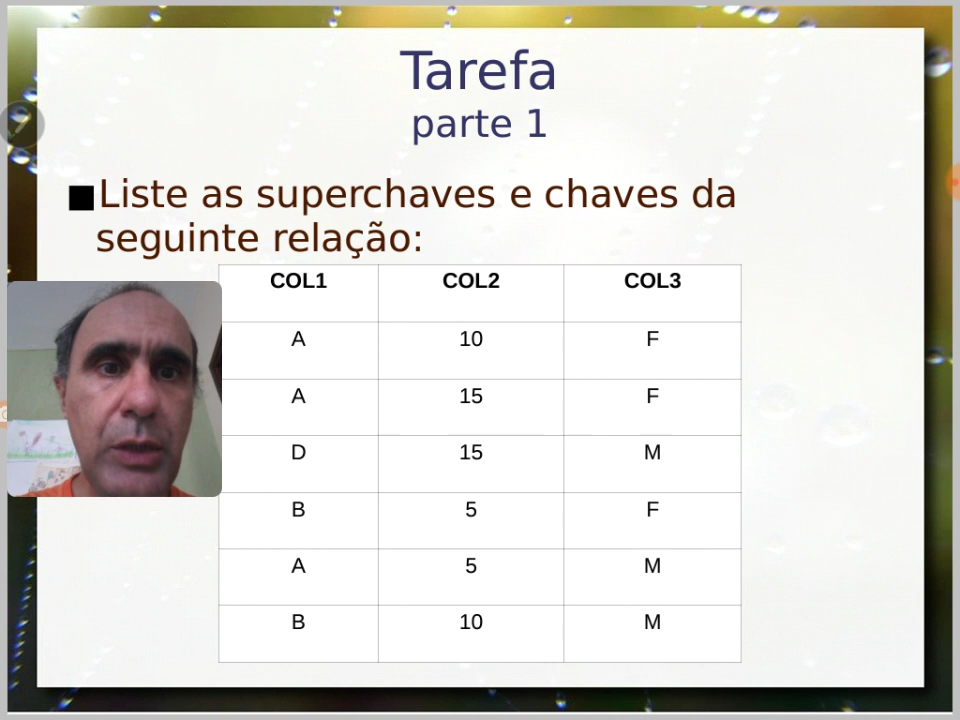 Tarefa
parte 1
Liste as superchaves e chaves da
seguinte relação:
COL1 COL2 COL3
A 10 F
A 15 F
D 15 M
B 5 F
A 5 M
B 10 M